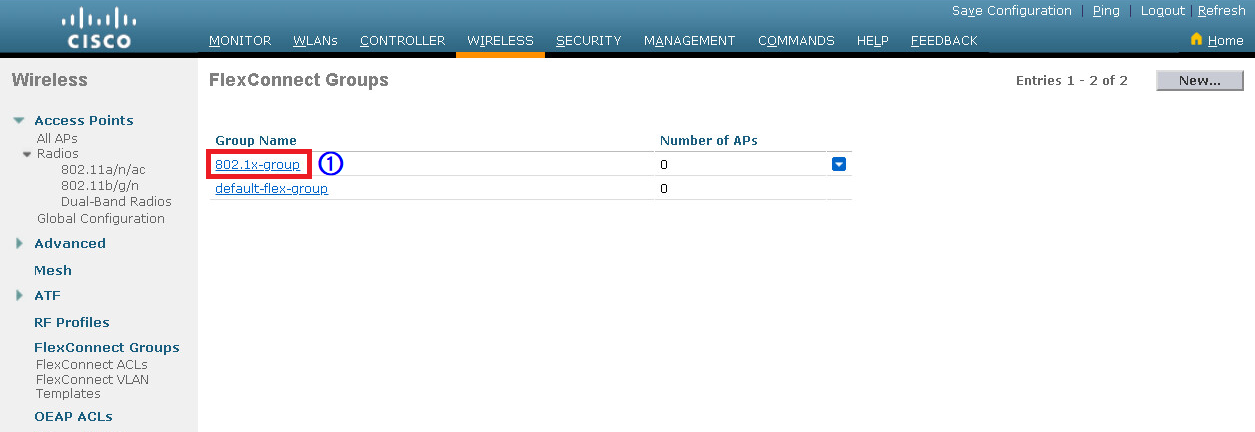 Save Configuration | Ping | Logout | Refresh
CISCO
MONITOR WLANs CONTROLLER WIRELESS SECURITY MANAGEMENT COMMANDS HELP FEEDBACK Home
Wireless
FlexConnect Groups
Entries 1 - 2 of 2
New...
Access Points
All APs
Radios
802.11a/n/ac
802.11b/g/n
Dual-Band Radios
Global Configuration
Advanced
Mesh
ATF
RF Profiles
FlexConnect Groups
FlexConnect ACLs
FlexConnect VLAN
Templates
OEAP ACLs
Group Name Number of APs
802.1x-group ① 0
default-flex-group 0